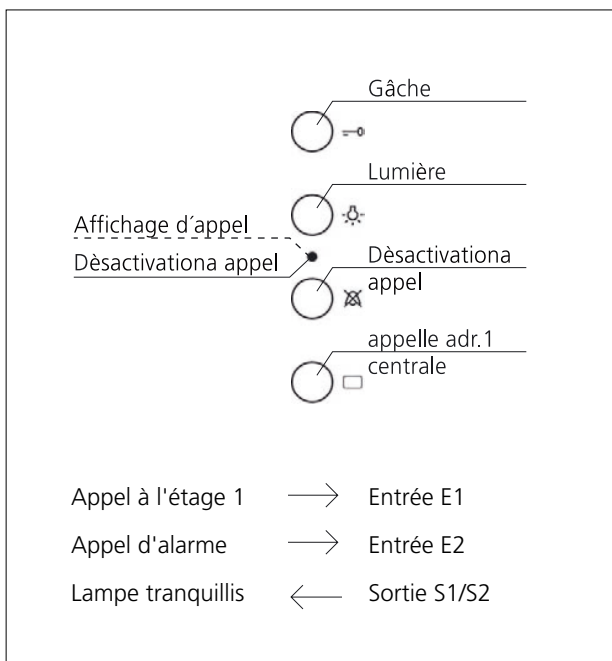 Gâche
Lumière
Affichage d´appel
Dèsactivationa appel
Dèsactivationa
appel
appelle adr.1
centrale
Appel à l'étage 1 Entrée E1
Appel d'alarme Entrée E2
Lampe tranquillis Sortie S1/S2